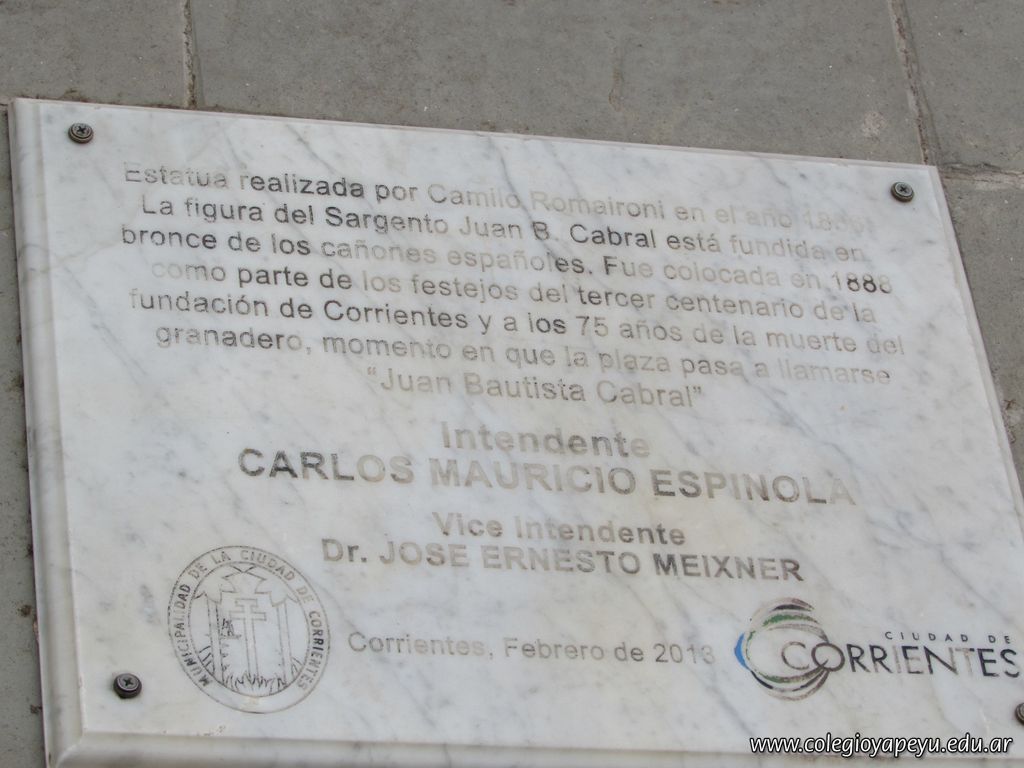 Estatua realizada por Camilo Romaironi en el año
La figura del Sargento Juan B. Cabral está fundida en
bronce de los cañones españoles. Fue colocada en 1888
como parte de los festejos del tercer centenario de la
fundación de Corrientes y a los 75 años de la muerte del
granadero, momento en que la plaza pasa a llamarse
“Juan Bautista Cabral”
Intendente
CARLOS MAURICIO ESPINOLA
Vice Intendente
Dr. JOSE ERNESTO MEIXNER
MUNICIPALIDAD DE LA CIUDAD DE CORRIENTES
Corrientes, Febrero de 2013
CIUDAD DE
CORRIENTES
www.colegioyapeyu.edu.ar